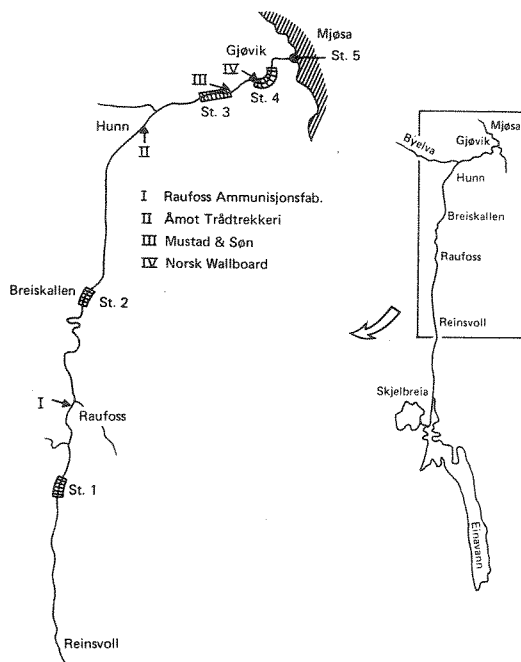 Mjøsa
Gjøvik
St. 5
IV
III
St. 4
St. 3
Hunn
II
I Raufoss Ammunisjonsfab.
II Åmot Trådtrekkeri
III Mustad & Søn
IV Norsk Wallboard
Breiskallen
St. 2
I
Raufoss
St. 1
Reinsvoll
Mjøsa
Gjøvik
Byelva
Hunn
Breiskallen
Raufoss
Reinsvoll
Skjelbreia
Einavann